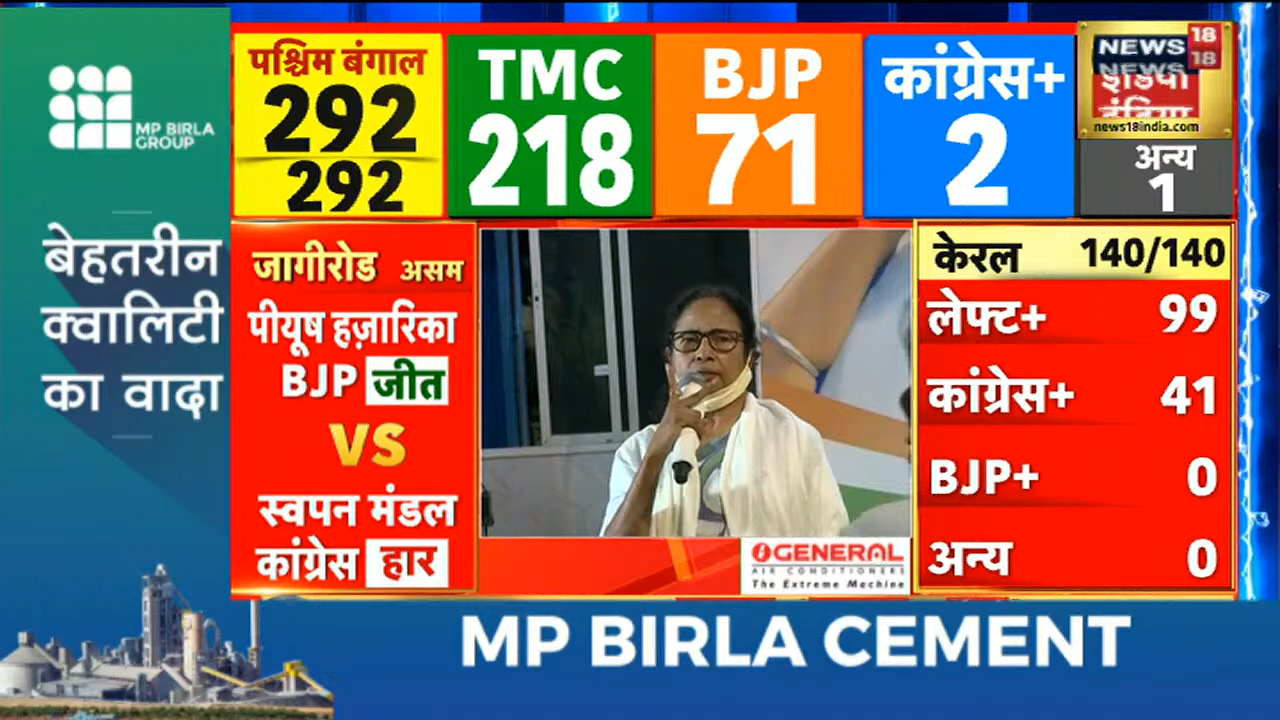 MP BIRLA
GROUP
बेहतरीन
क्वालिटी
का वादा
पश्चिम बंगाल
292
292
TMC
218
BJP
71
कांग्रेस+
2
NEWS 18
NEWS 18
इंडिया
इंडिया
news18india.com
अन्य
1
जागीरोड असम
पीयूष हज़ारिका
BJP जीत
VS
स्वपन मंडल
कांग्रेस हार
GENERAL
AIR CONDITIONERS
The Extreme Machine
केरल 140/140
लेफ्ट+ 99
कांग्रेस+ 41
BJP+ 0
अन्य 0
MP BIRLA CEMENT